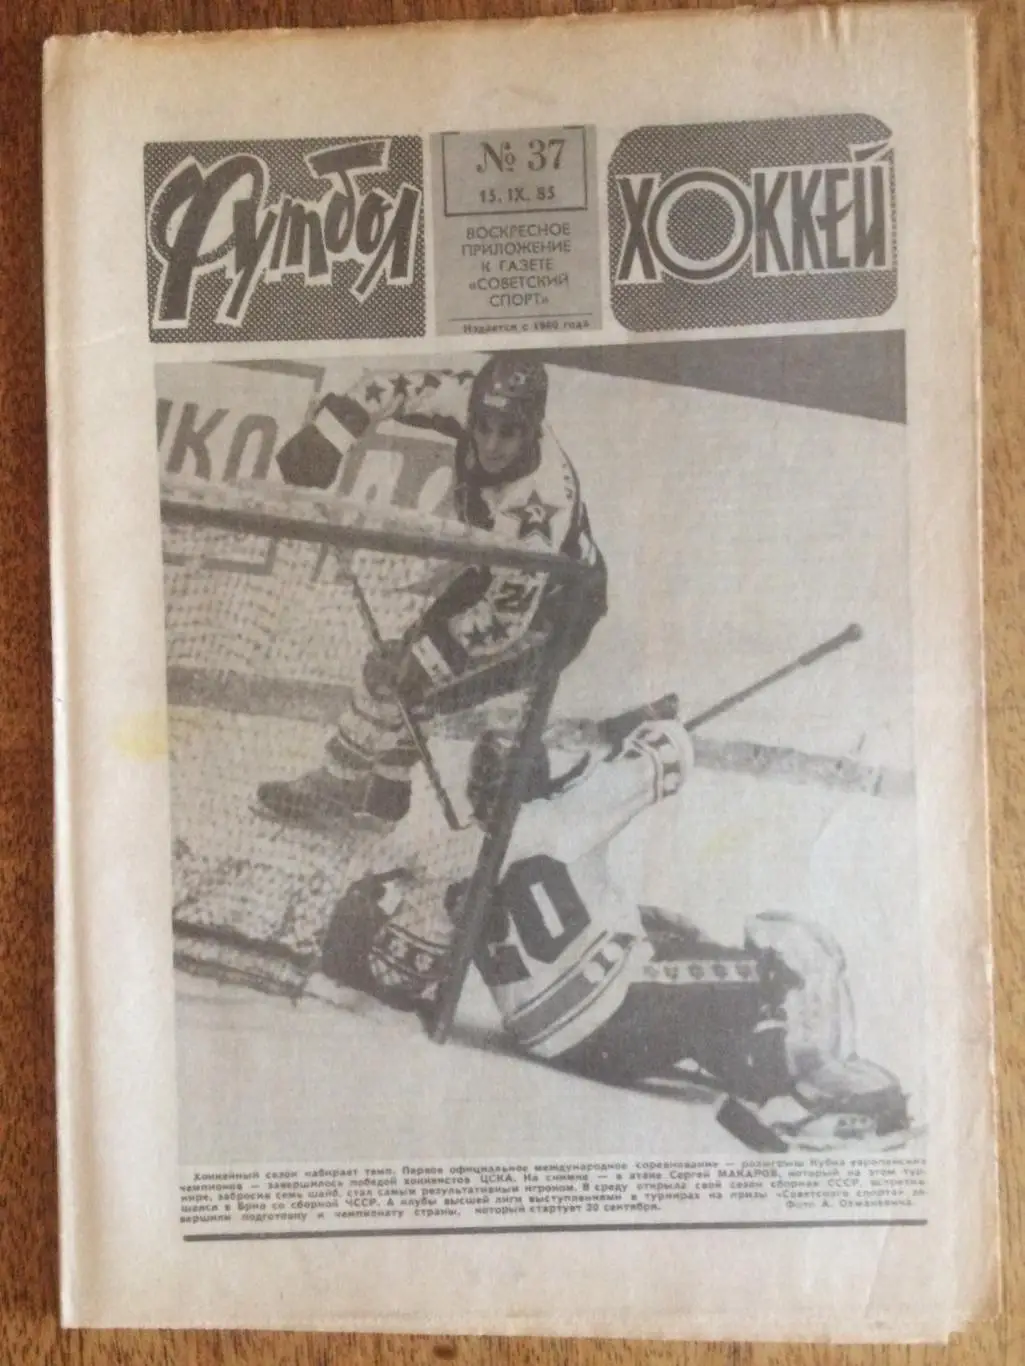 Футбол
№ 37
15. IX. 85
ВОСКРЕСНОЕ
ПРИЛОЖЕНИЕ
К ГАЗЕТЕ
«СОВЕТСКИЙ
СПОРТ»
Издается с 1960 года
ХОККЕЙ
2
20
Хоккейный сезон набирает темп. Первое официальное международное соревнование — розыгрыш Кубка европейских
чемпионов — завершилось победой хоккеистов ЦСКА. На снимке — в атаке Сергей МАКАРОВ, который на этом тур-
нире, забросив семь шайб, стал самым результативным игроком. В среду открыла свой сезон сборная СССР, встретив-
шаяся в Брно со сборной ЧССР. А клубы высшей лиги выступлениями в турнирах на призы «Советского спорта» за-
вершили подготовку к чемпионату страны, который стартует 20 сентября.
Фото А.